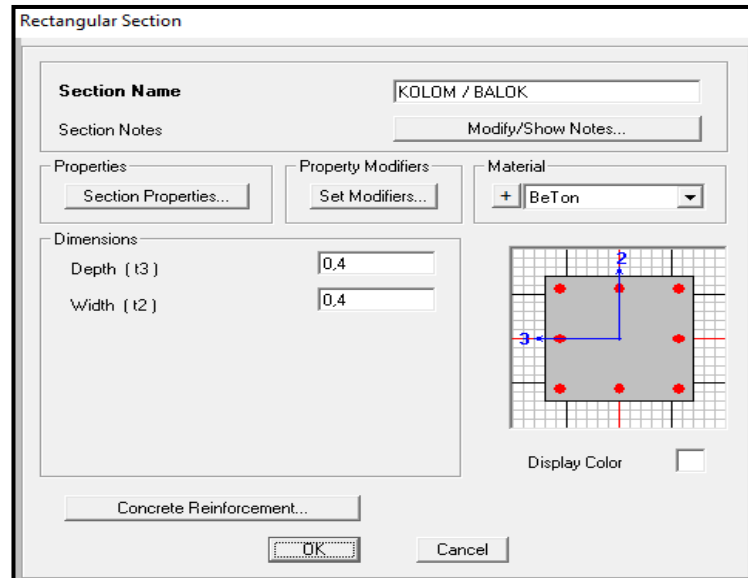 Rectangular Section
Section Name KOLOM / BALOK
Section Notes Modify/Show Notes...
Properties Property Modifiers Material
Section Properties... Set Modifiers... + BeTon
Dimensions
Depth ( t3 ) 0,4
Width ( t2 ) 0,4
2
3
Display Color
Concrete Reinforcement...
OK Cancel